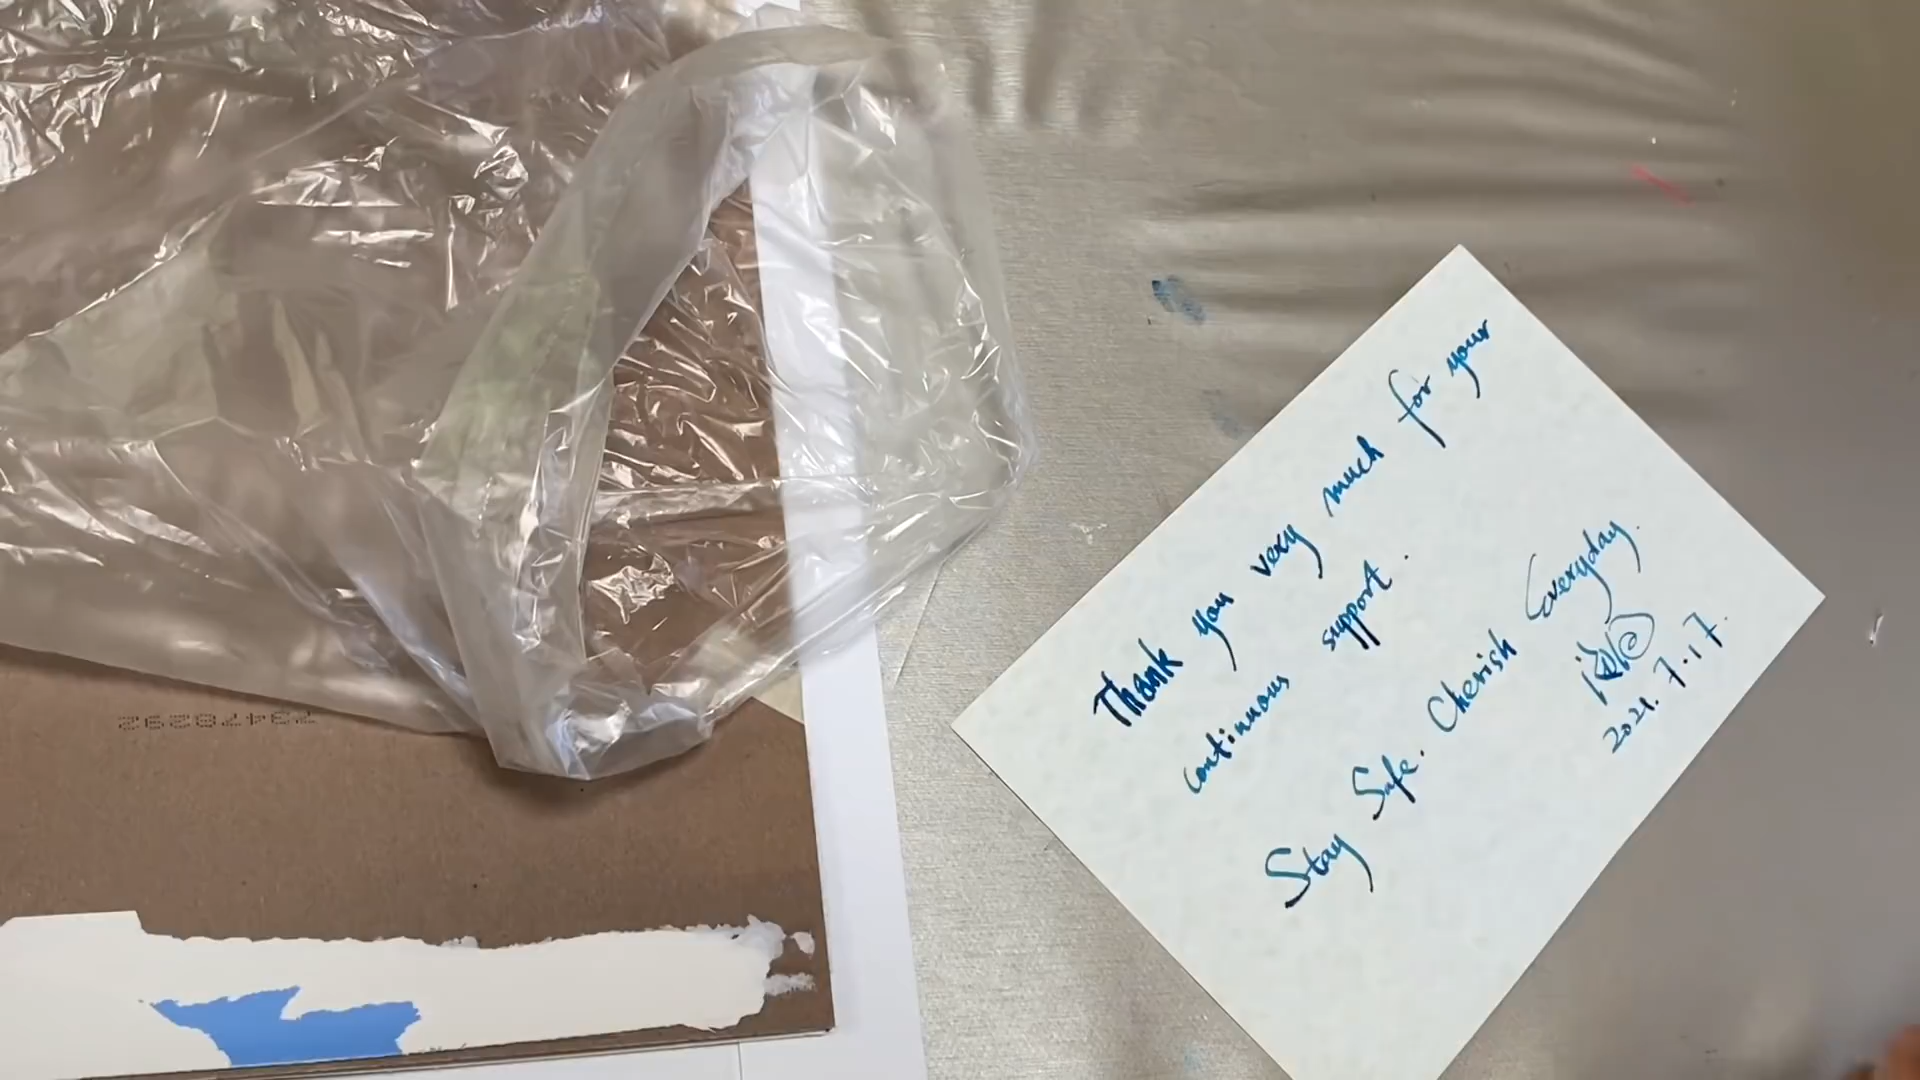 Thank you very much for your
continuous support.
Stay Safe. Cherish Everyday.
2021.7.17.